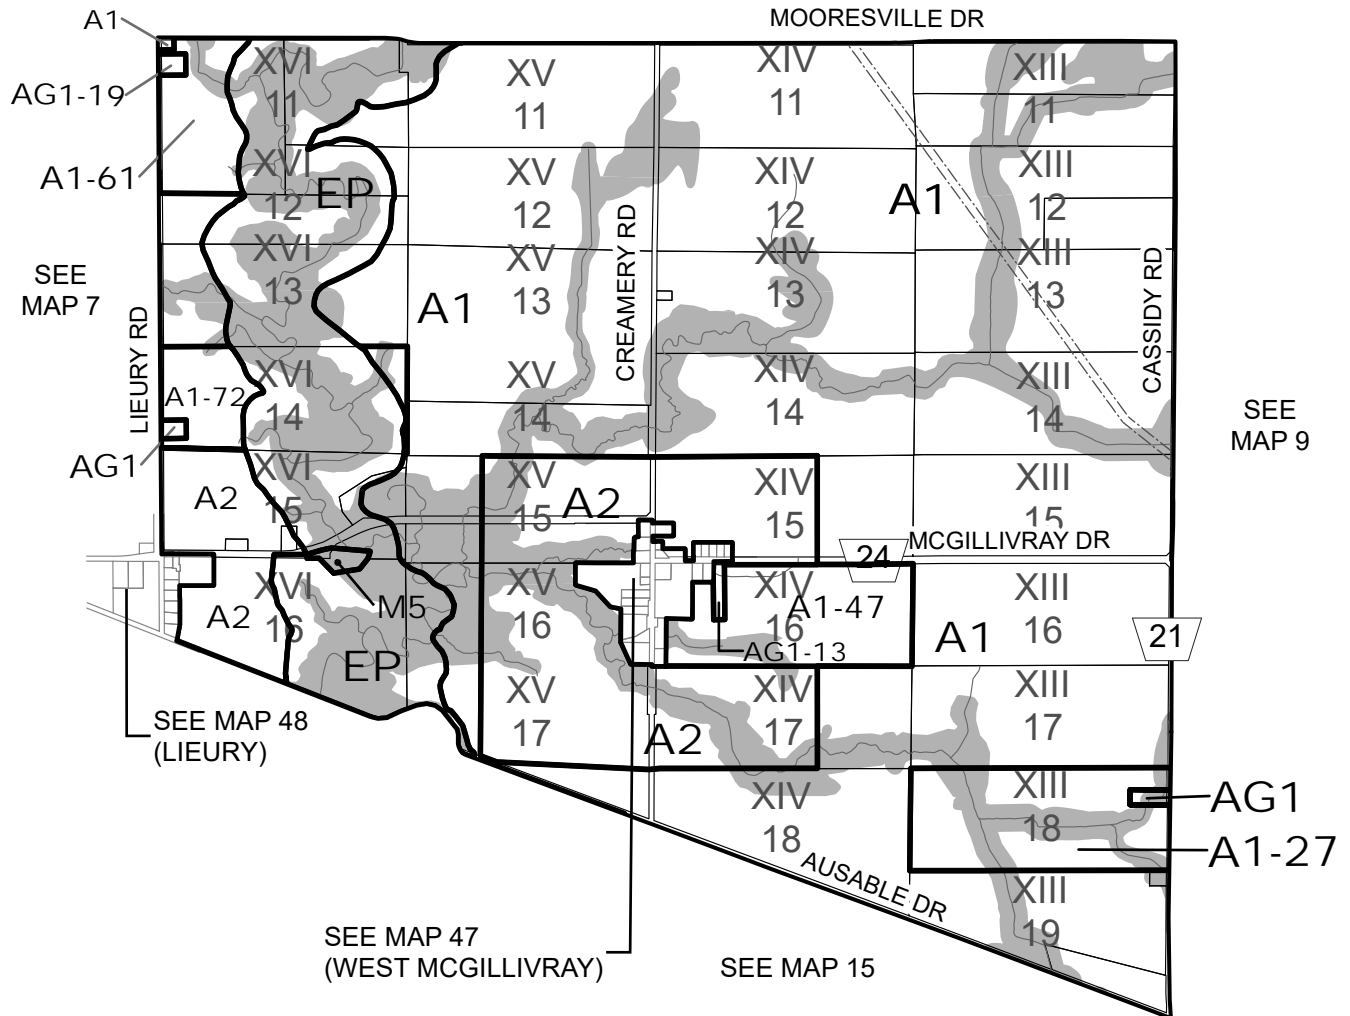 MOORESVILLE DR
A1
AG1-19
A1-61
XVI
11
XV
11
XIV
11
XIII
11
XVI
12
EP
XV
12
XIV
12
A1
XIII
12
SEE
MAP 7
LIEURY RD
XVI
13
A1
XV
13
CREAMERY RD
XIV
13
XIII
13
CASSIDY RD
A1-72
AG1
XVI
14
XV
14
XIV
14
XIII
14
SEE
MAP 9
A2
XVI
15
XV
15
A2
XIV
15
XIII
15
MCGILLIVRAY DR
24
A2
XVI
16
M5
EP
XV
16
XIV
16
A1-47
AG1-13
A1
XIII
16
21
SEE MAP 48
(LIEURY)
XV
17
A2
XIV
17
XIII
17
XIV
18
XIII
18
AG1
A1-27
AUSABLE DR
XIII
19
SEE MAP 47
(WEST MCGILLIVRAY)
SEE MAP 15